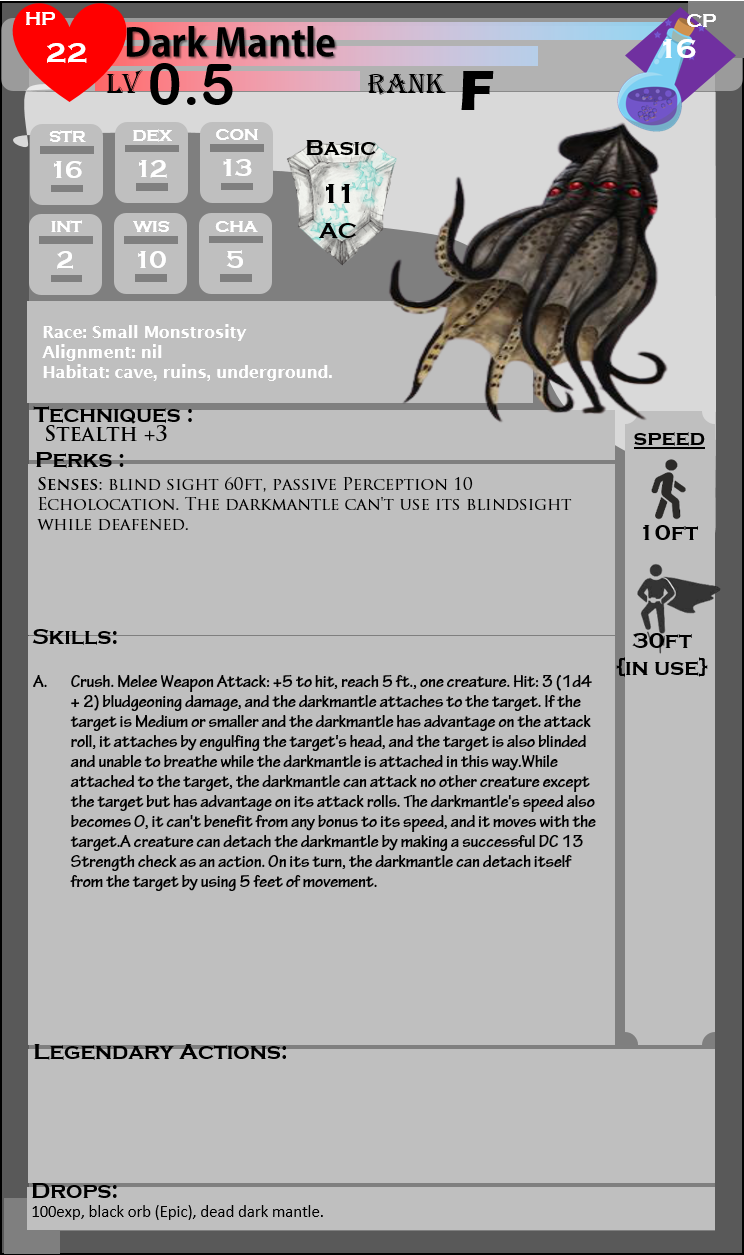 HP
22
Dark Mantle
CP
16
LV 0.5 RANK F
STR
16
DEX
12
CON
13
INT
2
WIS
10
CHA
5
BASIC
11
AC
Race: Small Monstrosity
Alignment: nil
Habitat: cave, ruins, underground.
TECHNIQUES :
STEALTH +3
PERKS :
SENSES: BLIND SIGHT 60FT, PASSIVE PERCEPTION 10
ECHOLOCATION. THE DARKMANTLE CAN'T USE ITS BLINDSIGHT
WHILE DEAFENED.
SPEED
10FT
30FT
{IN USE}
SKILLS:
A. Crush. Melee Weapon Attack: +5 to hit, reach 5 ft., one creature. Hit: 3 (1d4
+ 2) bludgeoning damage, and the darkmantle attaches to the target. If the
target is Medium or smaller and the darkmantle has advantage on the attack
roll, it attaches by engulfing the target's head, and the target is also blinded
and unable to breathe while the darkmantle is attached in this way.While
attached to the target, the darkmantle can attack no other creature except
the target but has advantage on its attack rolls. The darkmantle's speed also
becomes 0, it can't benefit from any bonus to its speed, and it moves with the
target.A creature can detach the darkmantle by making a successful DC 13
Strength check as an action. On its turn, the darkmantle can detach itself
from the target by using 5 feet of movement.
LEGENDARY ACTIONS:
DROPS:
100exp, black orb (Epic), dead dark mantle.